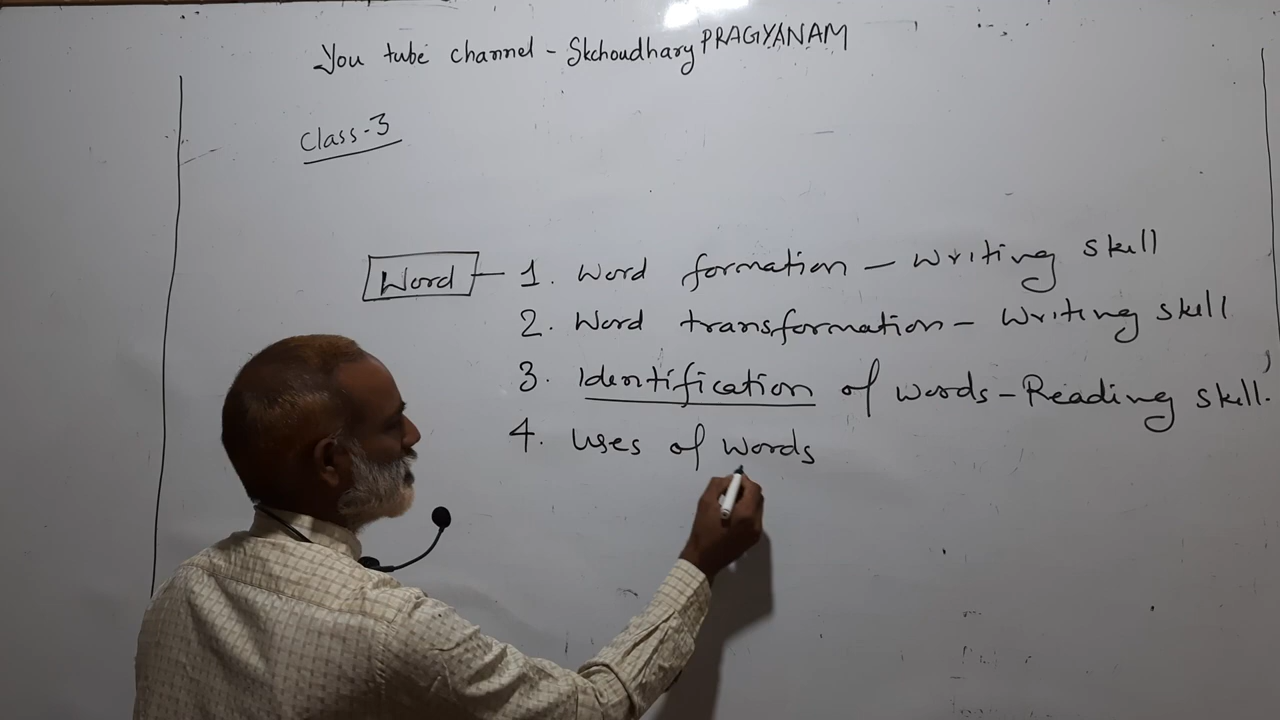 You tube channel - Skchoudhary PRAGYANAM
Class-3
Word - 1. Word formation - Writing skill
2. Word transformation - Writing skill
3. Identification of words - Reading skill.
4. Uses of words